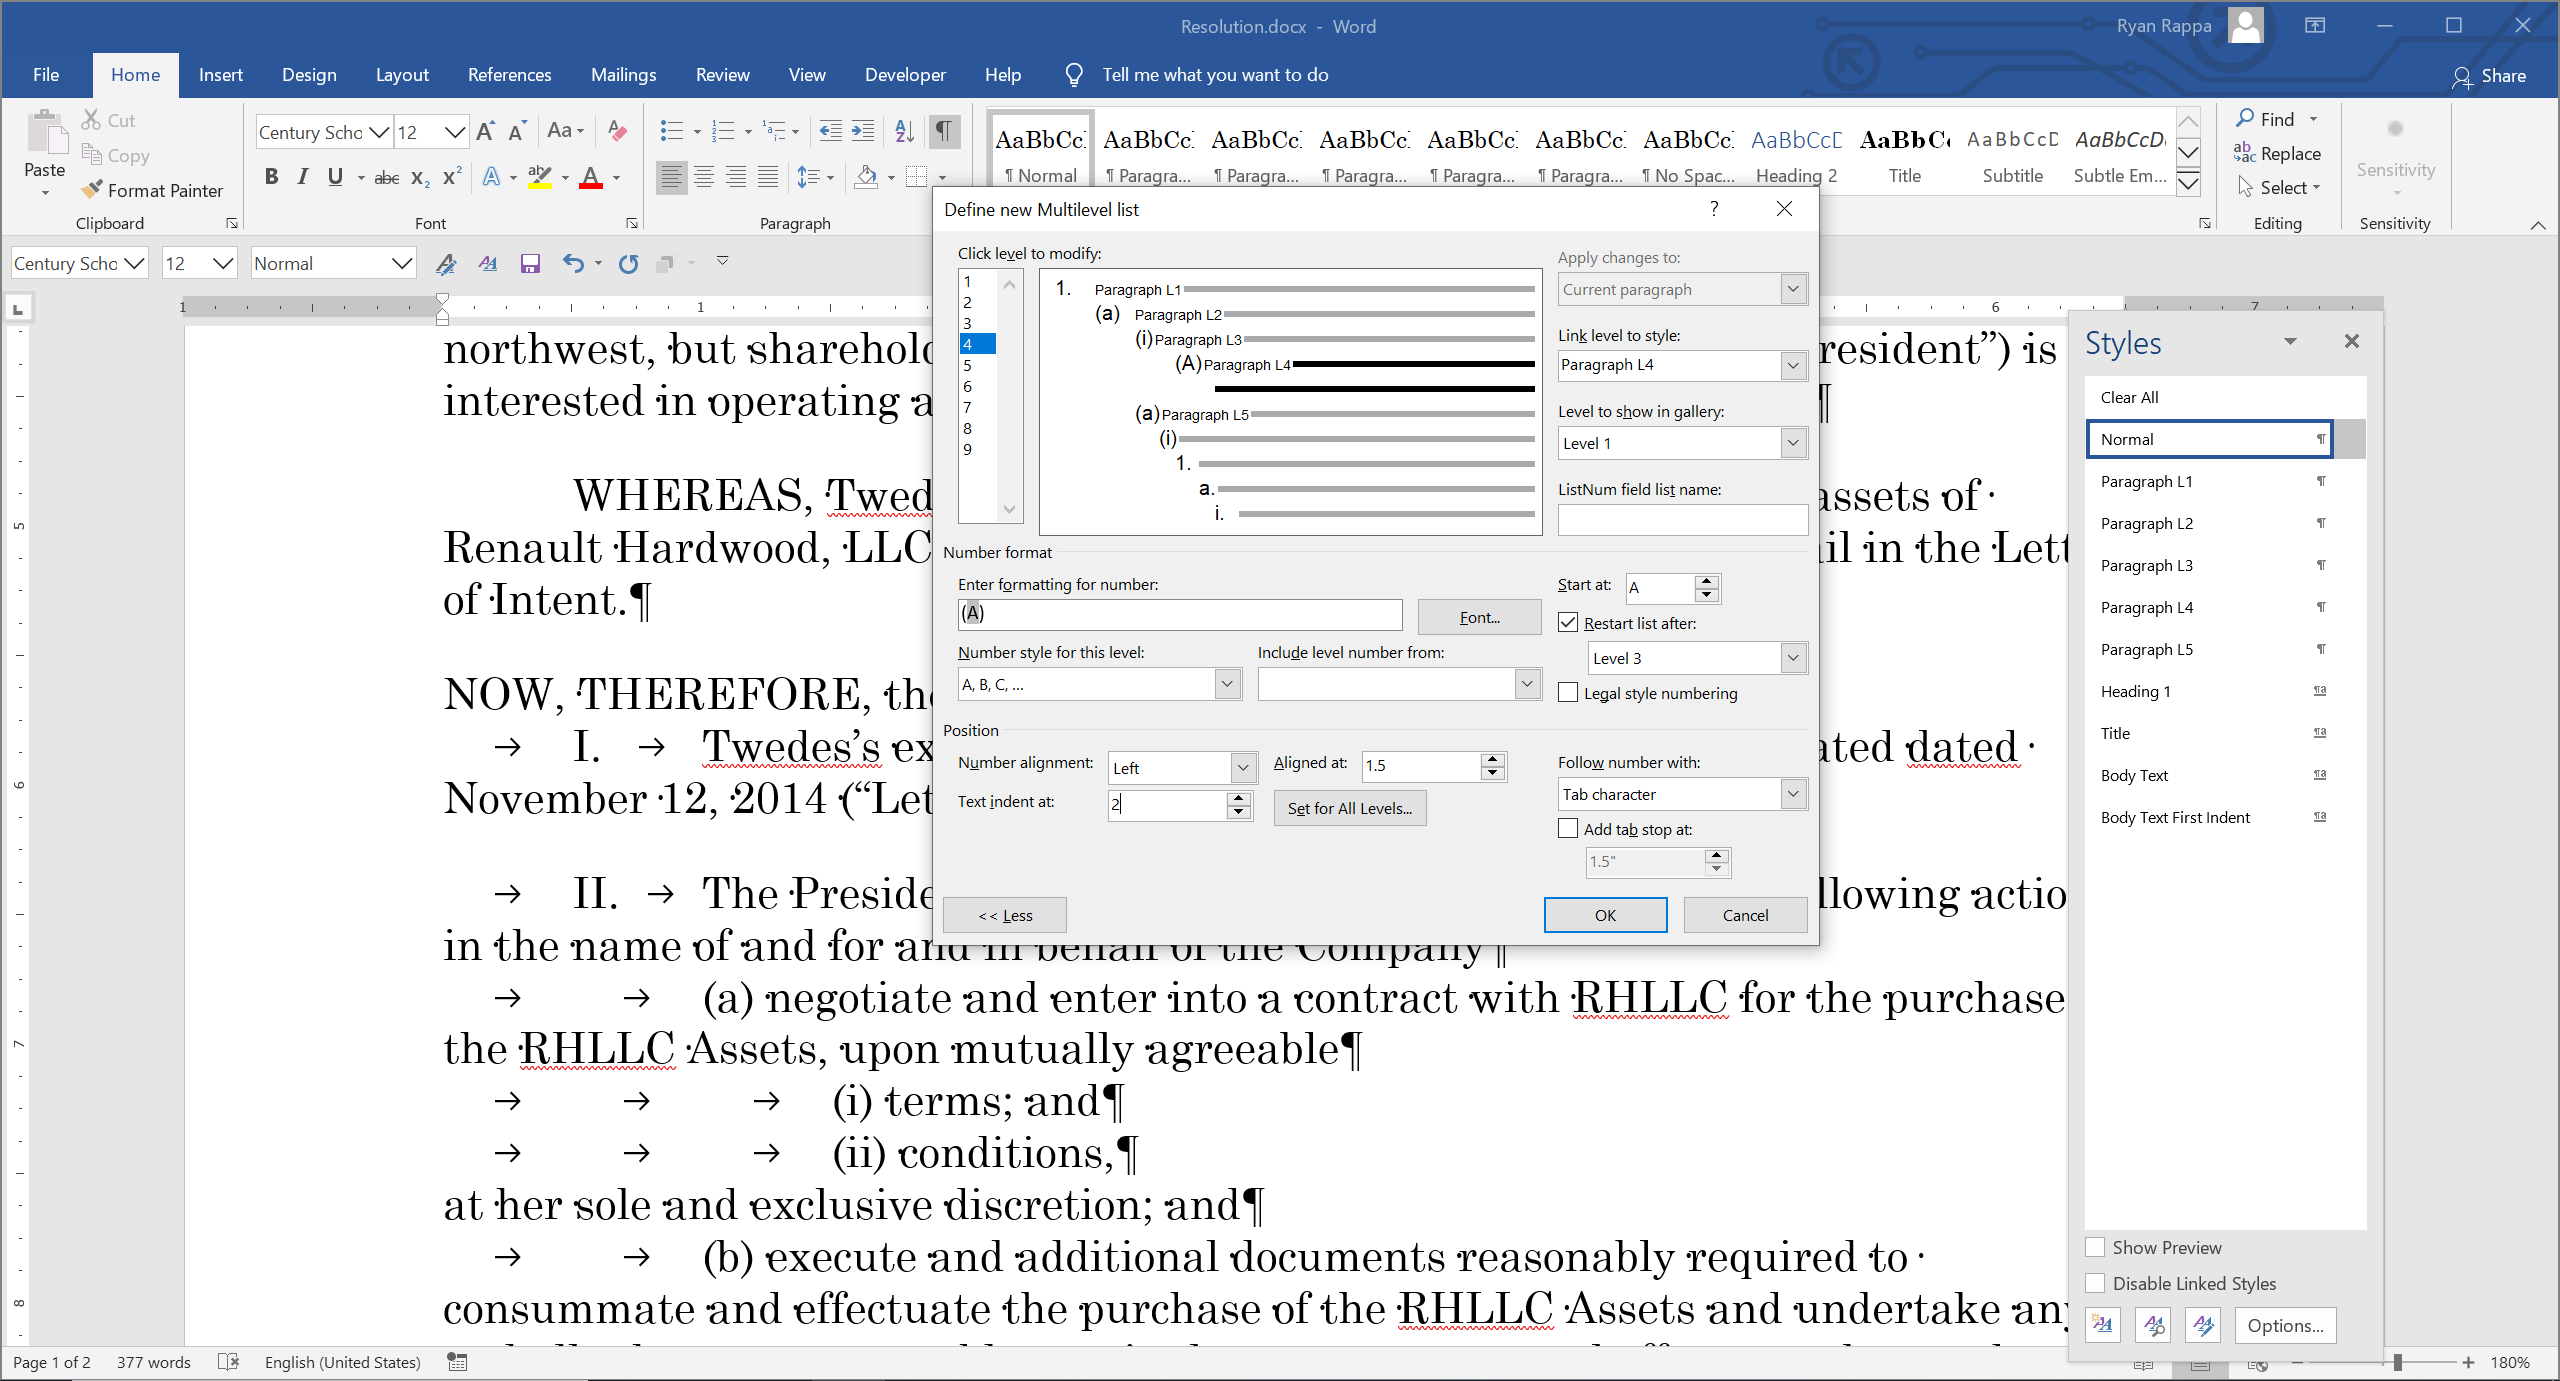 Resolution.docx - Word
Ryan Rappa
File Home Insert Design Layout References Mailings Review View Developer Help Tell me what you want to do
Share
Paste
Cut
Copy
Format Painter
Clipboard
Century Scho 12
Font
Paragraph
AaBbCc AaBbCc AaBbCc AaBbCc AaBbCc AaBbCc AaBbCc AaBbCcD AaBbCc AaBbCcD AaBbCcD
¶ Normal ¶ Paragra... ¶ Paragra... ¶ Paragra... ¶ Paragra... ¶ Paragra... ¶ No Spac... Heading 2 Title Subtitle Subtle Em...
Find
Replace
Select
Editing
Sensitivity
Sensitivity
Century Scho 12 Normal
1 1 6 7
5
6
7
8
northwest, but sharehol
resident”) is
interested in operating a
¶
WHEREAS, Twed
assets of
Renault Hardwood, LLC
il in the Lett
of Intent.¶
NOW, THEREFORE, the
→ I. → Twedes’s ex
ated dated
November 12, 2014 (“Let
→ II. → The Preside
llowing actio
in the name of and for and in behalf of the Company¶
→ → (a) negotiate and enter into a contract with RHLLC for the purchase
the RHLLC Assets, upon mutually agreeable¶
→ → → (i) terms; and¶
→ → → (ii) conditions,¶
at her sole and exclusive discretion; and¶
→ → (b) execute and additional documents reasonably required to
consummate and effectuate the purchase of the RHLLC Assets and undertake any
Define new Multilevel list
?
Click level to modify:
1
2
3
4
5
6
7
8
9
1. Paragraph L1
(a) Paragraph L2
(i) Paragraph L3
(A) Paragraph L4
(a) Paragraph L5
(i)
1.
a.
i.
Apply changes to:
Current paragraph
Link level to style:
Paragraph L4
Level to show in gallery:
Level 1
ListNum field list name:
Number format
Enter formatting for number:
(A)
Font...
Start at: A
Restart list after:
Level 3
Legal style numbering
Number style for this level:
A, B, C, ...
Include level number from:
Position
Number alignment: Left
Aligned at: 1.5
Text indent at: 2
Set for All Levels...
Follow number with:
Tab character
Add tab stop at:
1.5"
<< Less
OK
Cancel
Styles
Clear All
Normal ¶
Paragraph L1 ¶
Paragraph L2 ¶
Paragraph L3 ¶
Paragraph L4 ¶
Paragraph L5 ¶
Heading 1 ¶a
Title ¶a
Body Text ¶a
Body Text First Indent ¶a
Show Preview
Disable Linked Styles
Options...
Page 1 of 2 377 words English (United States)
180%